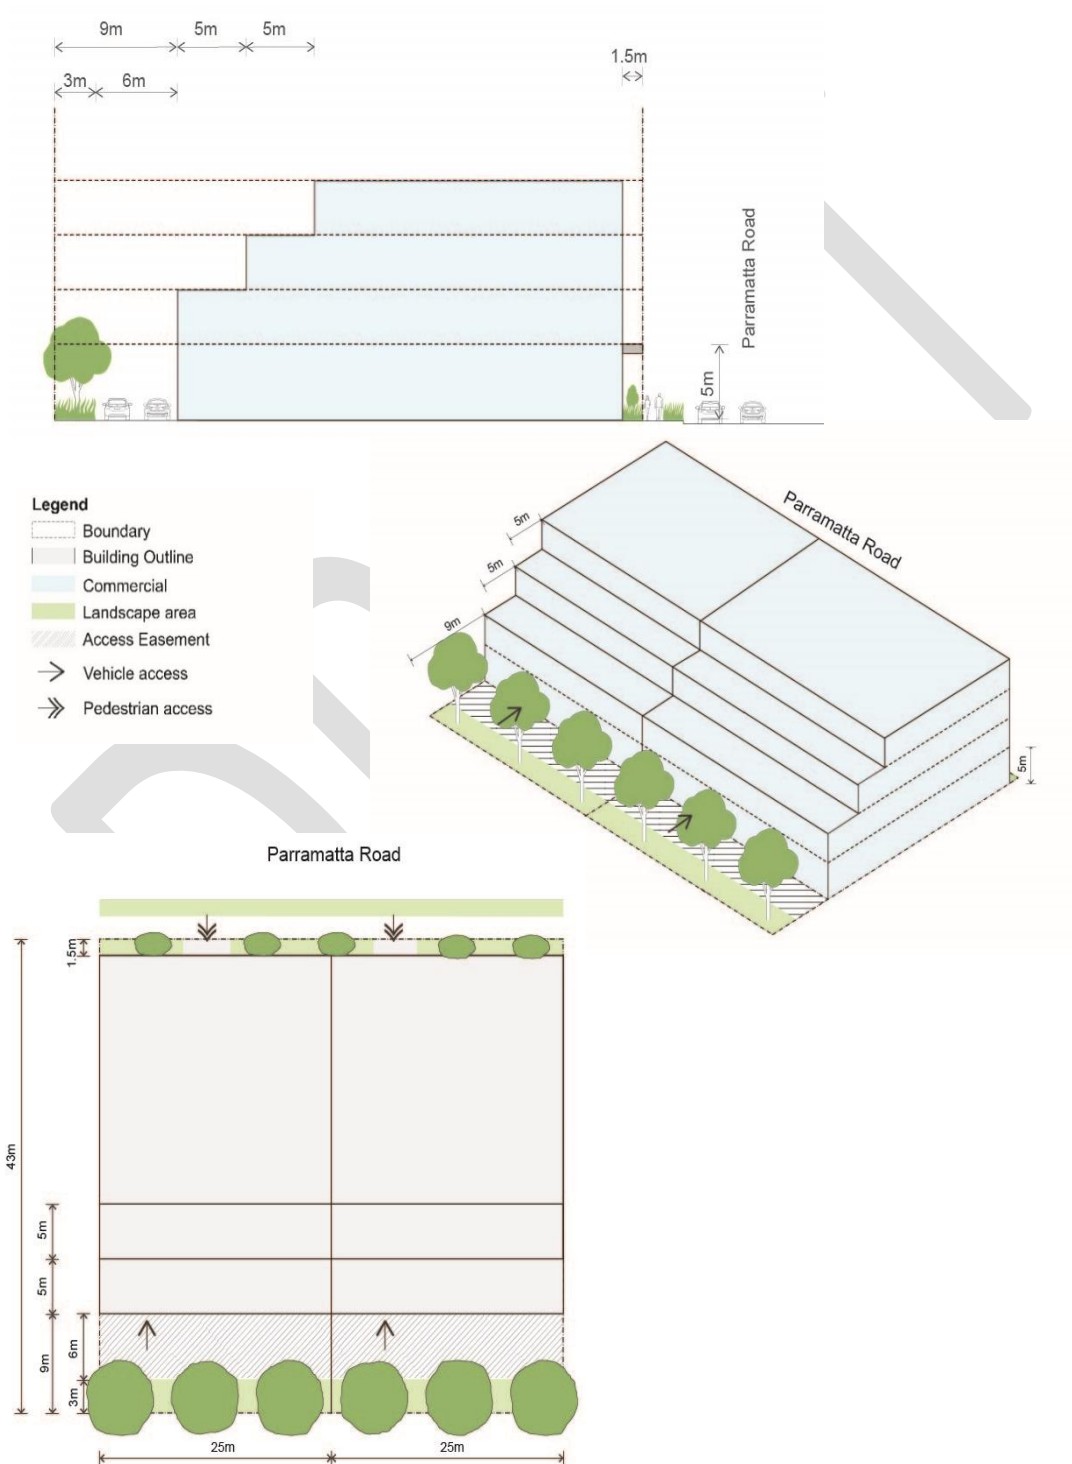 9m 5m 5m
1.5m
3m 6m
Parramatta Road
5m
Legend
Boundary
Building Outline
Commercial
Landscape area
Access Easement
Vehicle access
Pedestrian access
Parramatta Road
5m
5m
9m
5m
Parramatta Road
1.5m
43m
5m
5m
6m
9m
3m
25m 25m